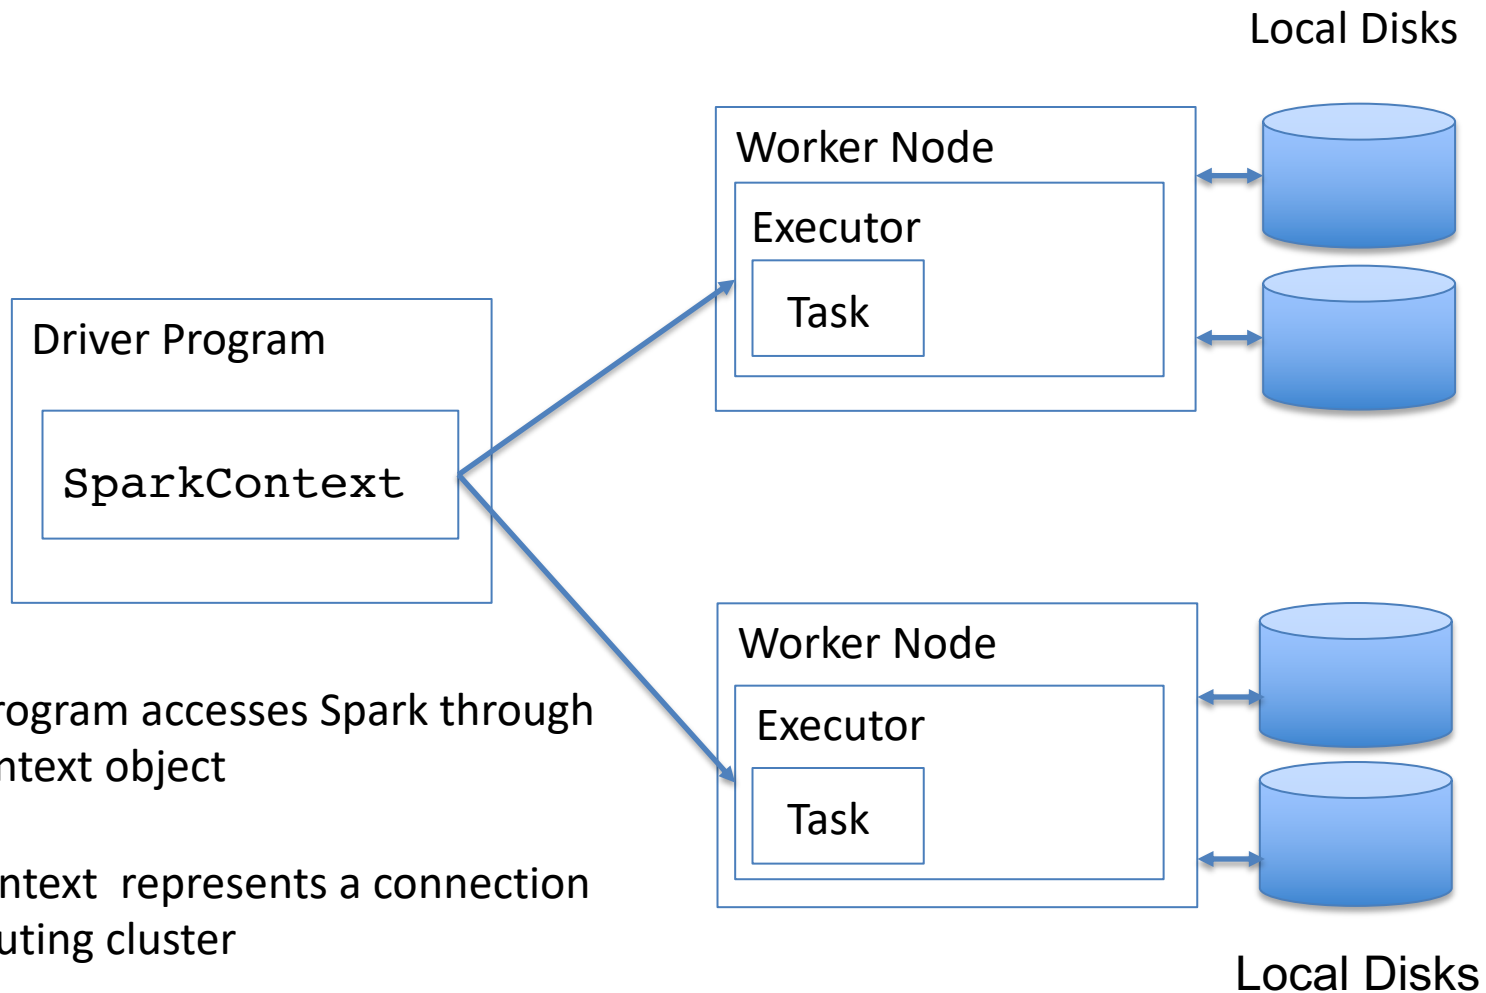 Local Disks
Worker Node
Executor
Task
Driver Program
SparkContext
Worker Node
Executor
Task
rogram accesses Spark through
ntext object
ntext represents a connection
uting cluster
Local Disks